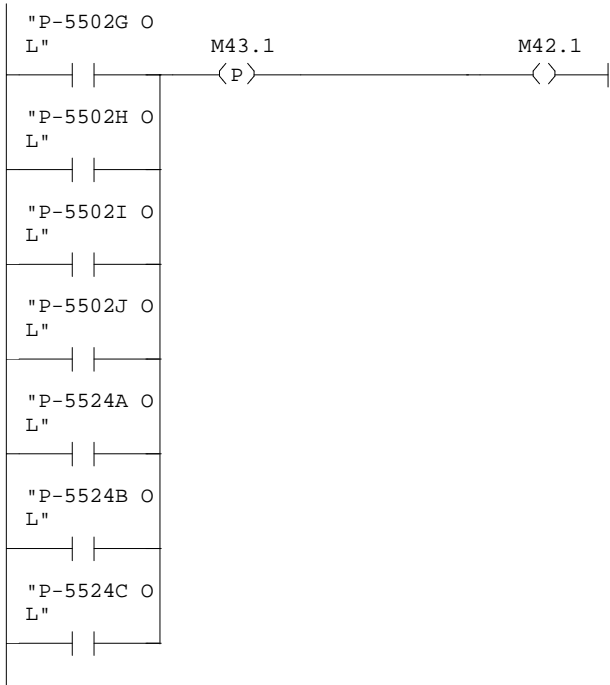 "P-5502G O
L"
M43.1
M42.1
P
"P-5502H O
L"
"P-5502I O
L"
"P-5502J O
L"
"P-5524A O
L"
"P-5524B O
L"
"P-5524C O
L"